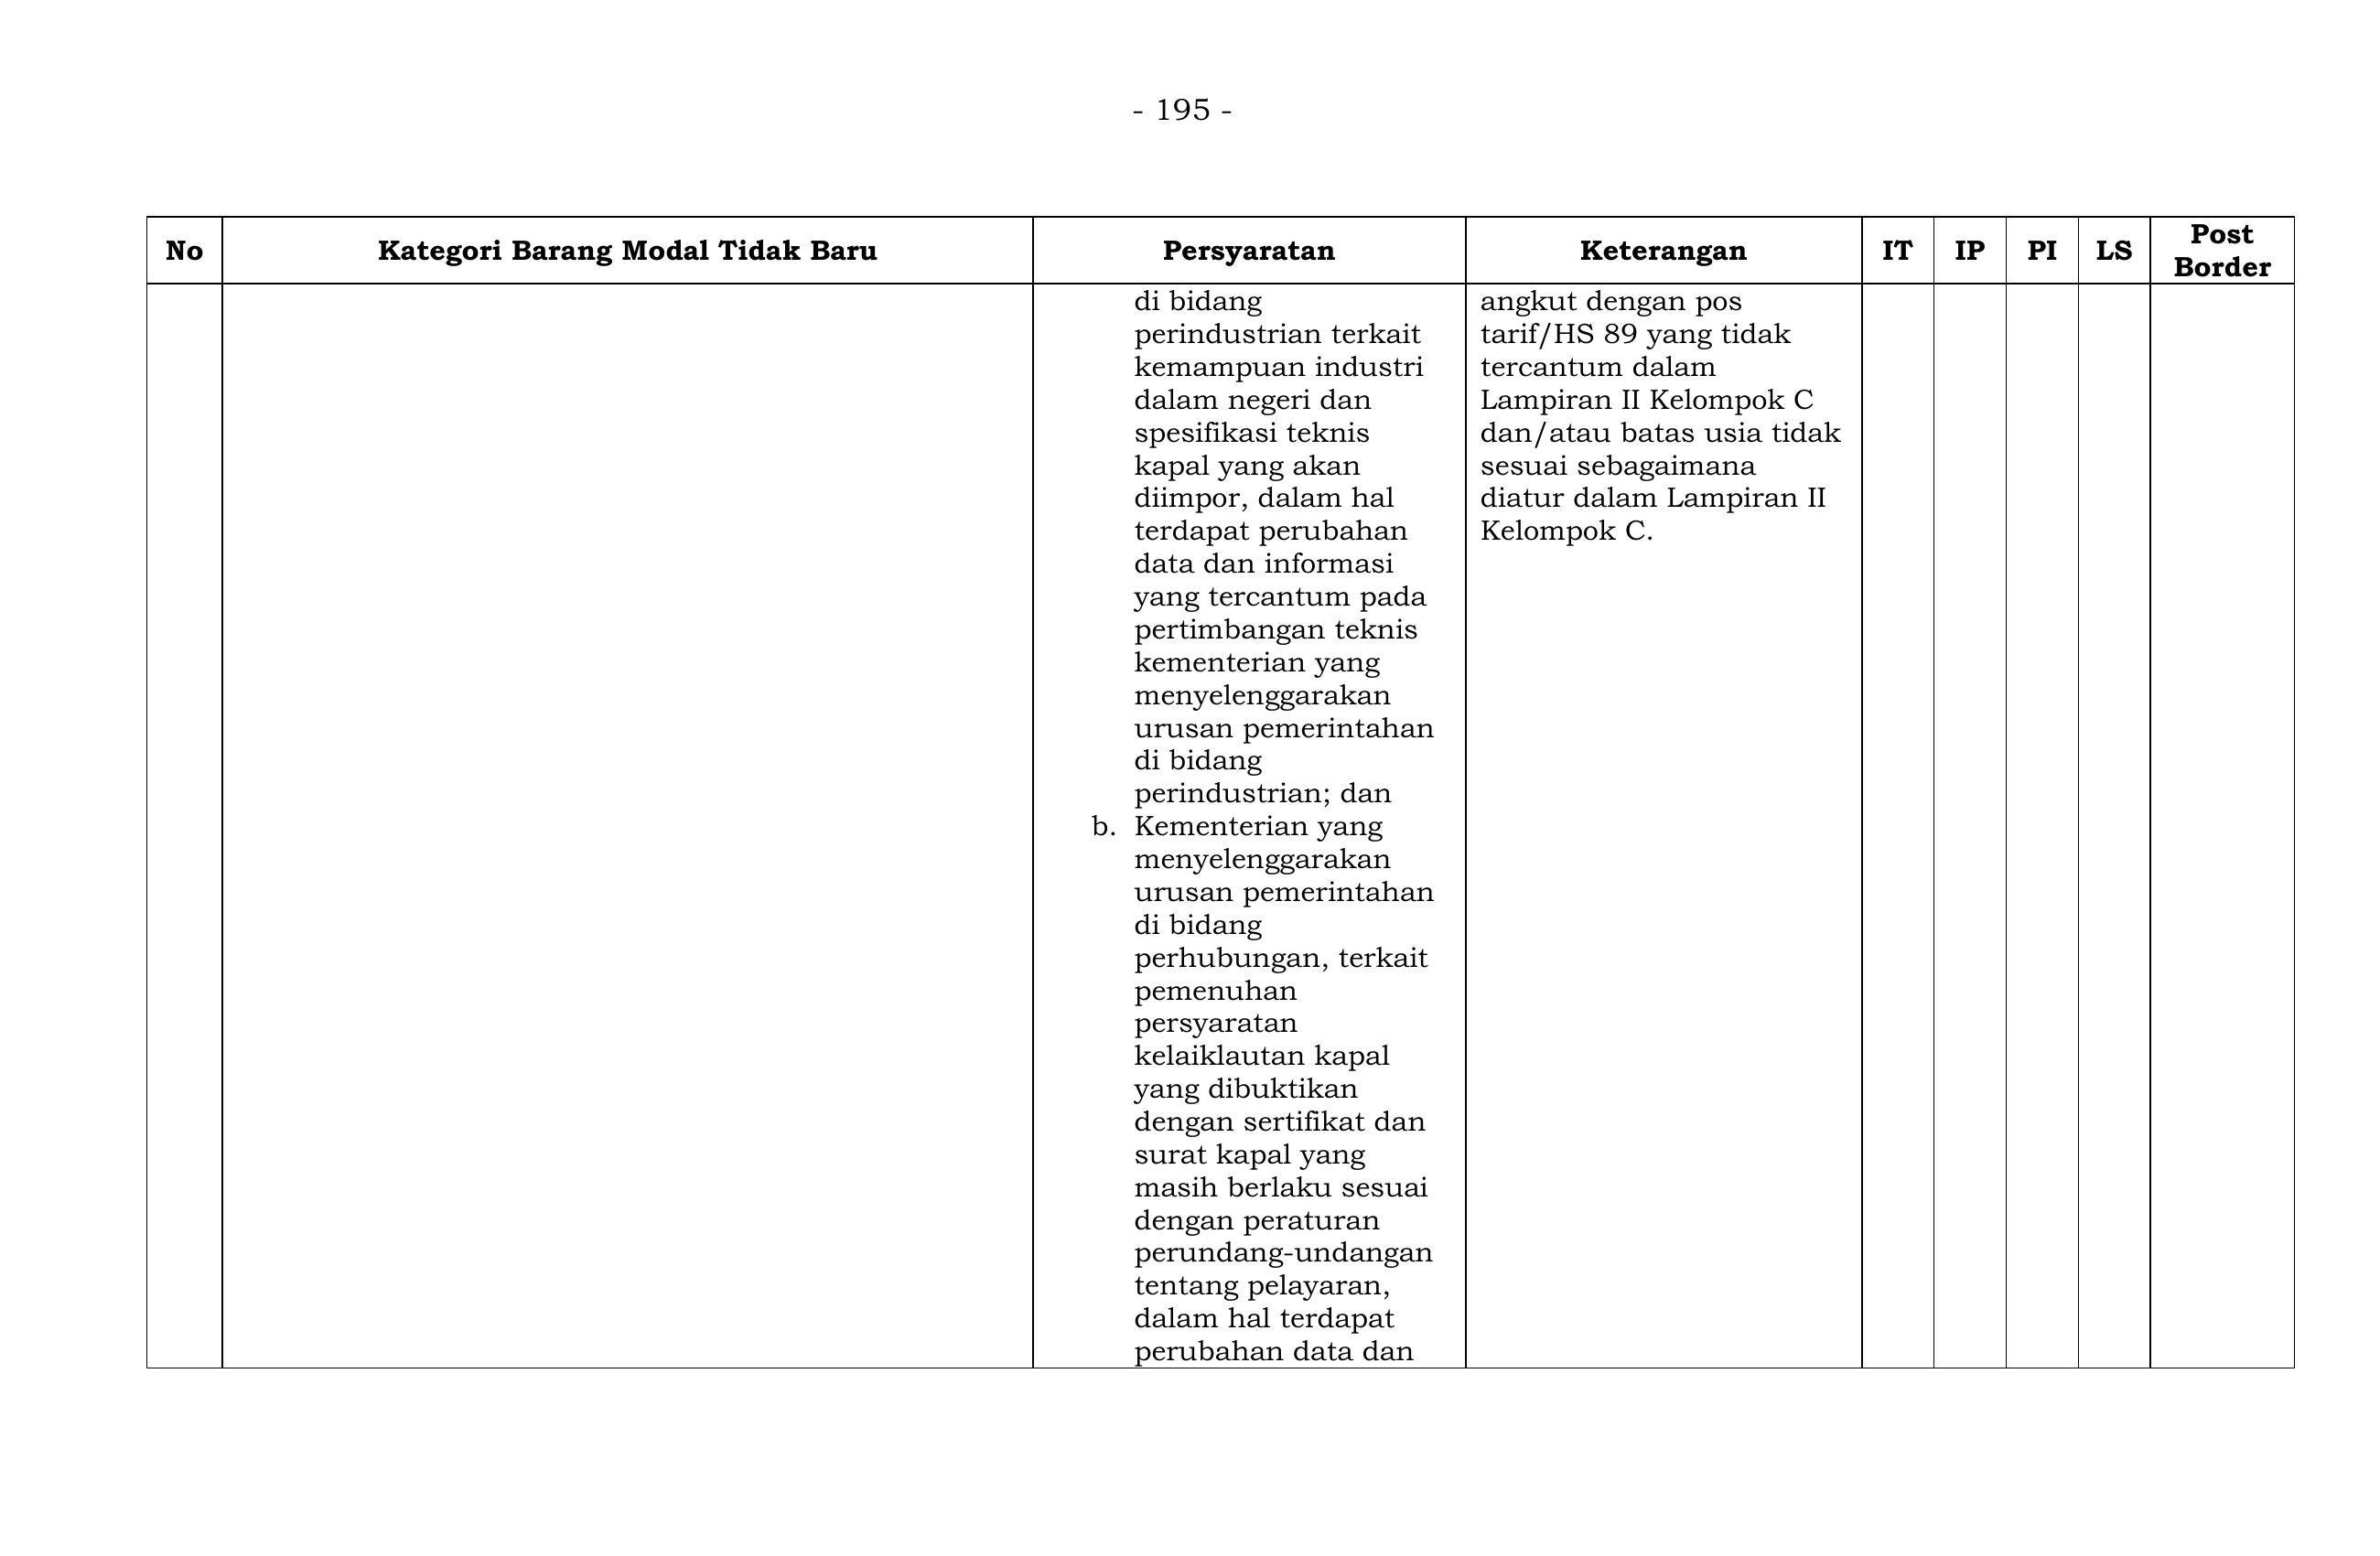 - 195 -
No
Kategori Barang Modal Tidak Baru
Persyaratan
Keterangan
IT
IP
PI
LS
Post
Border
di bidang
perindustrian terkait
kemampuan industri
dalam negeri dan
spesifikasi teknis
kapal yang akan
diimpor, dalam hal
terdapat perubahan
data dan informasi
yang tercantum pada
pertimbangan teknis
kementerian yang
menyelenggarakan
urusan pemerintahan
di bidang
perindustrian; dan
b. Kementerian yang
menyelenggarakan
urusan pemerintahan
di bidang
perhubungan, terkait
pemenuhan
persyaratan
kelaiklautan kapal
yang dibuktikan
dengan sertifikat dan
surat kapal yang
masih berlaku sesuai
dengan peraturan
perundang-undangan
tentang pelayaran,
dalam hal terdapat
perubahan data dan
angkut dengan pos
tarif/HS 89 yang tidak
tercantum dalam
Lampiran II Kelompok C
dan/atau batas usia tidak
sesuai sebagaimana
diatur dalam Lampiran II
Kelompok C.